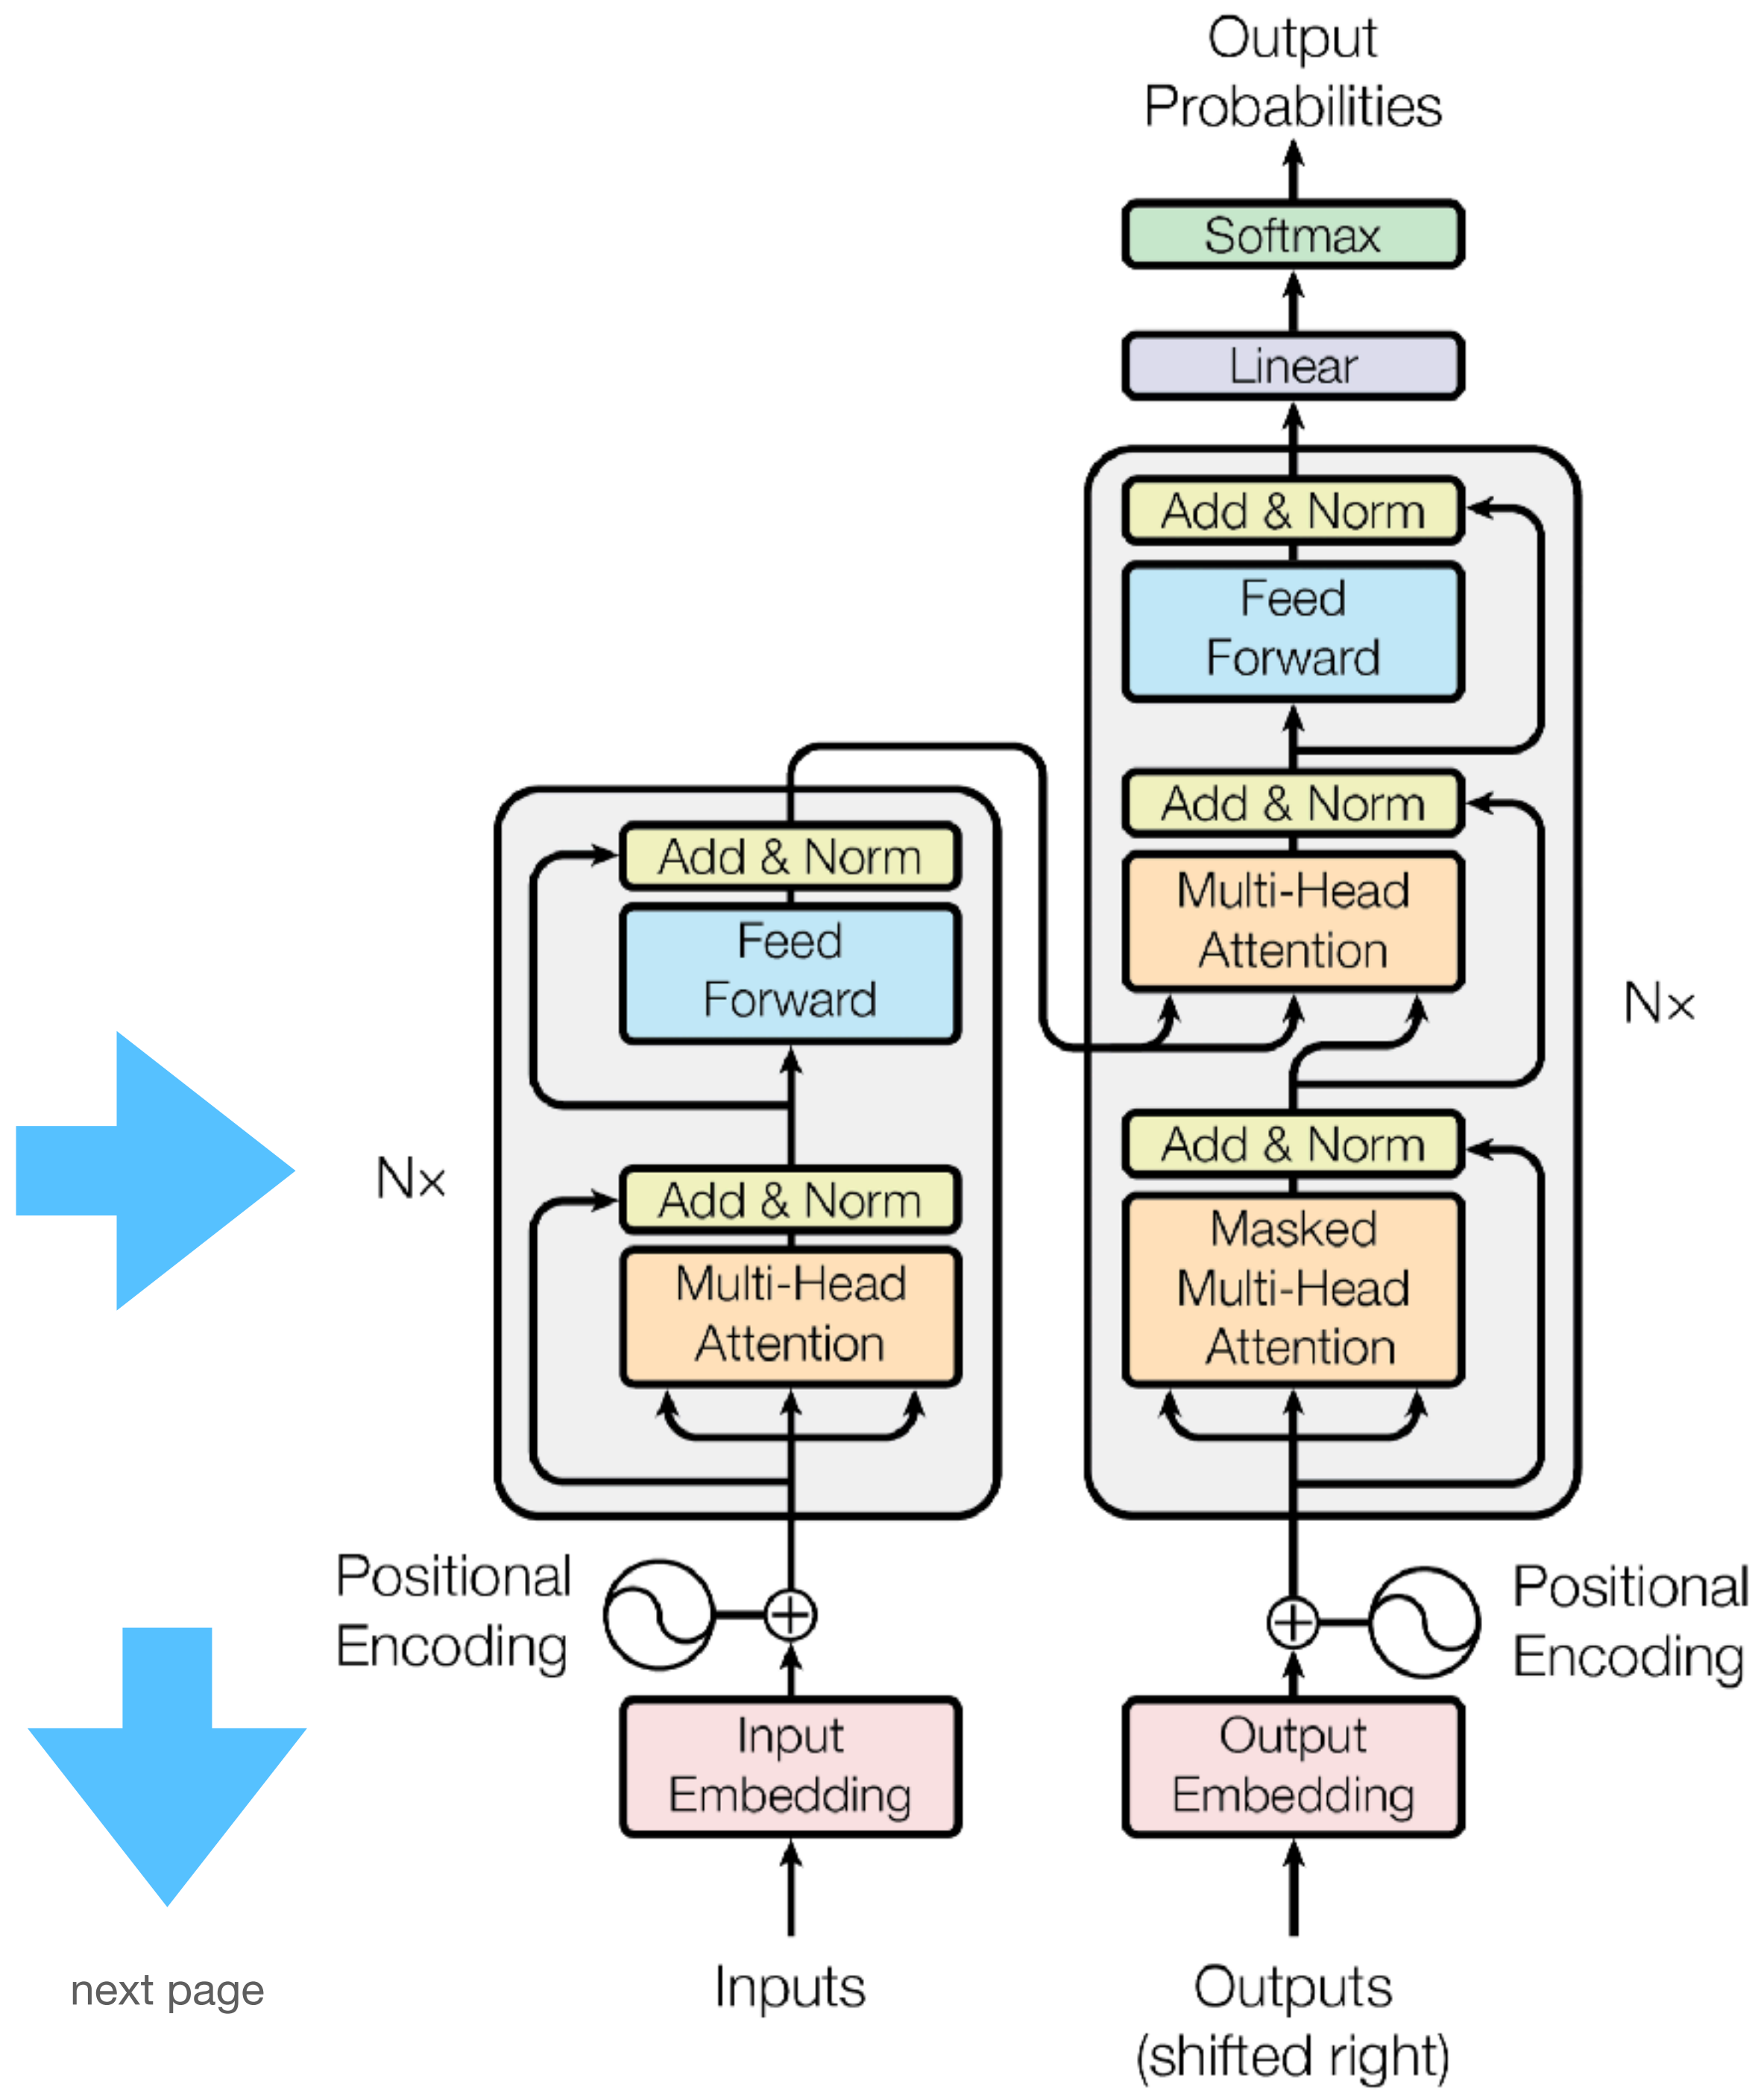 Output
Probabilities
Softmax
Linear
Add & Norm
Feed
Forward
Add & Norm
Multi-Head
Attention
Nx
Add & Norm
Masked
Multi-Head
Attention
Add & Norm
Feed
Forward
Nx
Add & Norm
Multi-Head
Attention
Positional
Encoding
Positional
Encoding
Input
Embedding
Output
Embedding
next page
Inputs
Outputs
(shifted right)